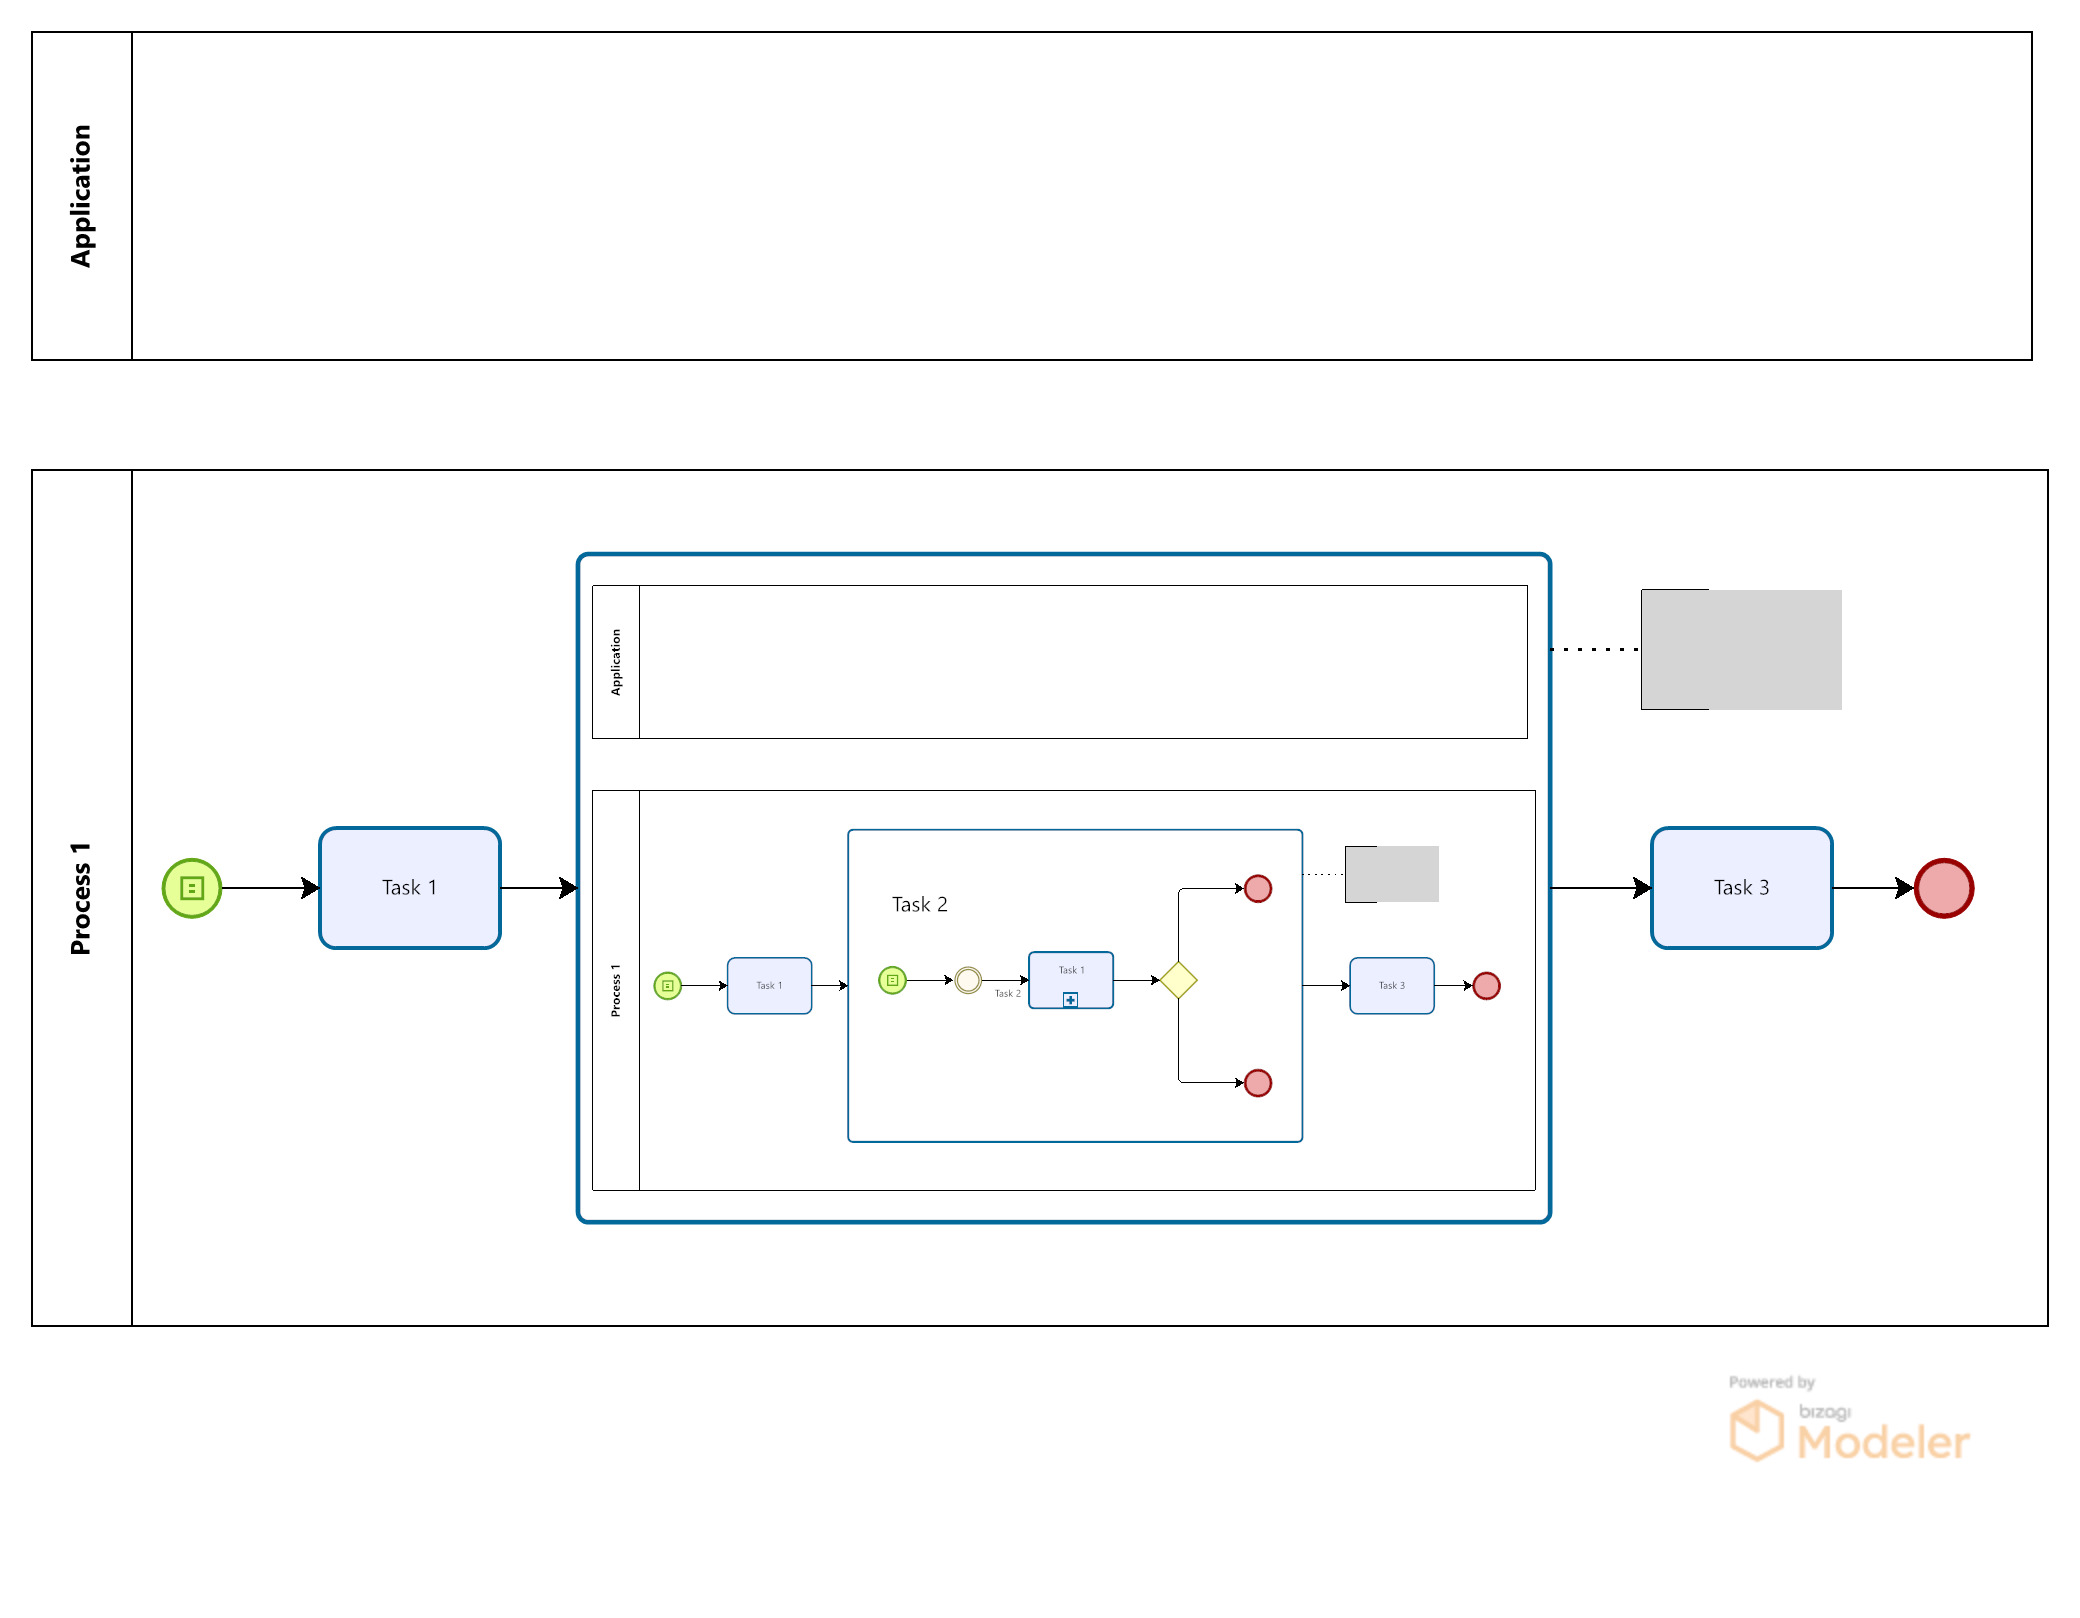 Application
Process 1
Task 1
Application
Process 1
Task 1
Task 2
Task 2
Task 1
Task 3
Task 3
Powered by
bizagi
Modeler